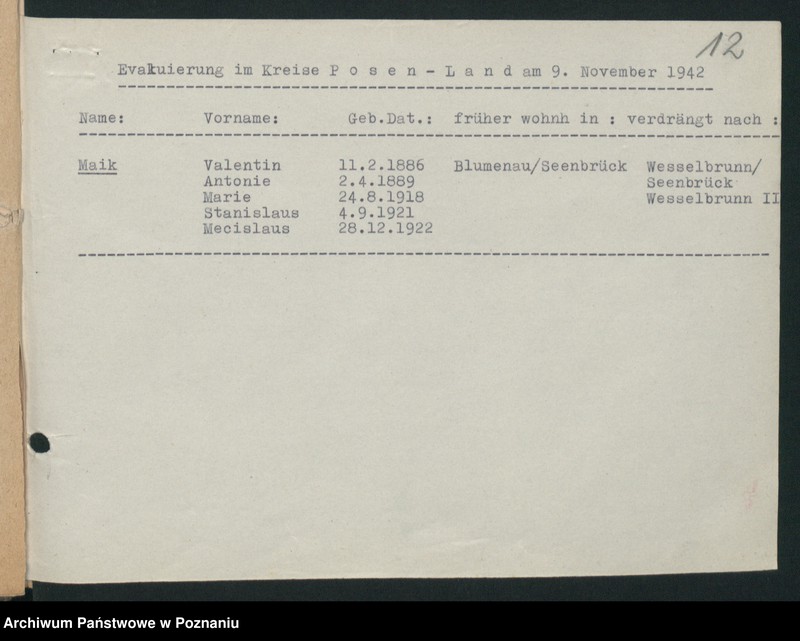 12
Evakuierung im Kreise P o s e n - L a n d am 9. November 1942
Name: Vorname: Geb.Dat.: früher wohnh in : verdrängt nach :
Maik Valentin 11.2.1886 Blumenau/Seenbrück Wesselbrunn/
Antonie 2.4.1889 Seenbrück
Marie 24.8.1918 Wesselbrunn II
Stanislaus 4.9.1921
Mecislaus 28.12.1922
Archiwum Państwowe w Poznaniu